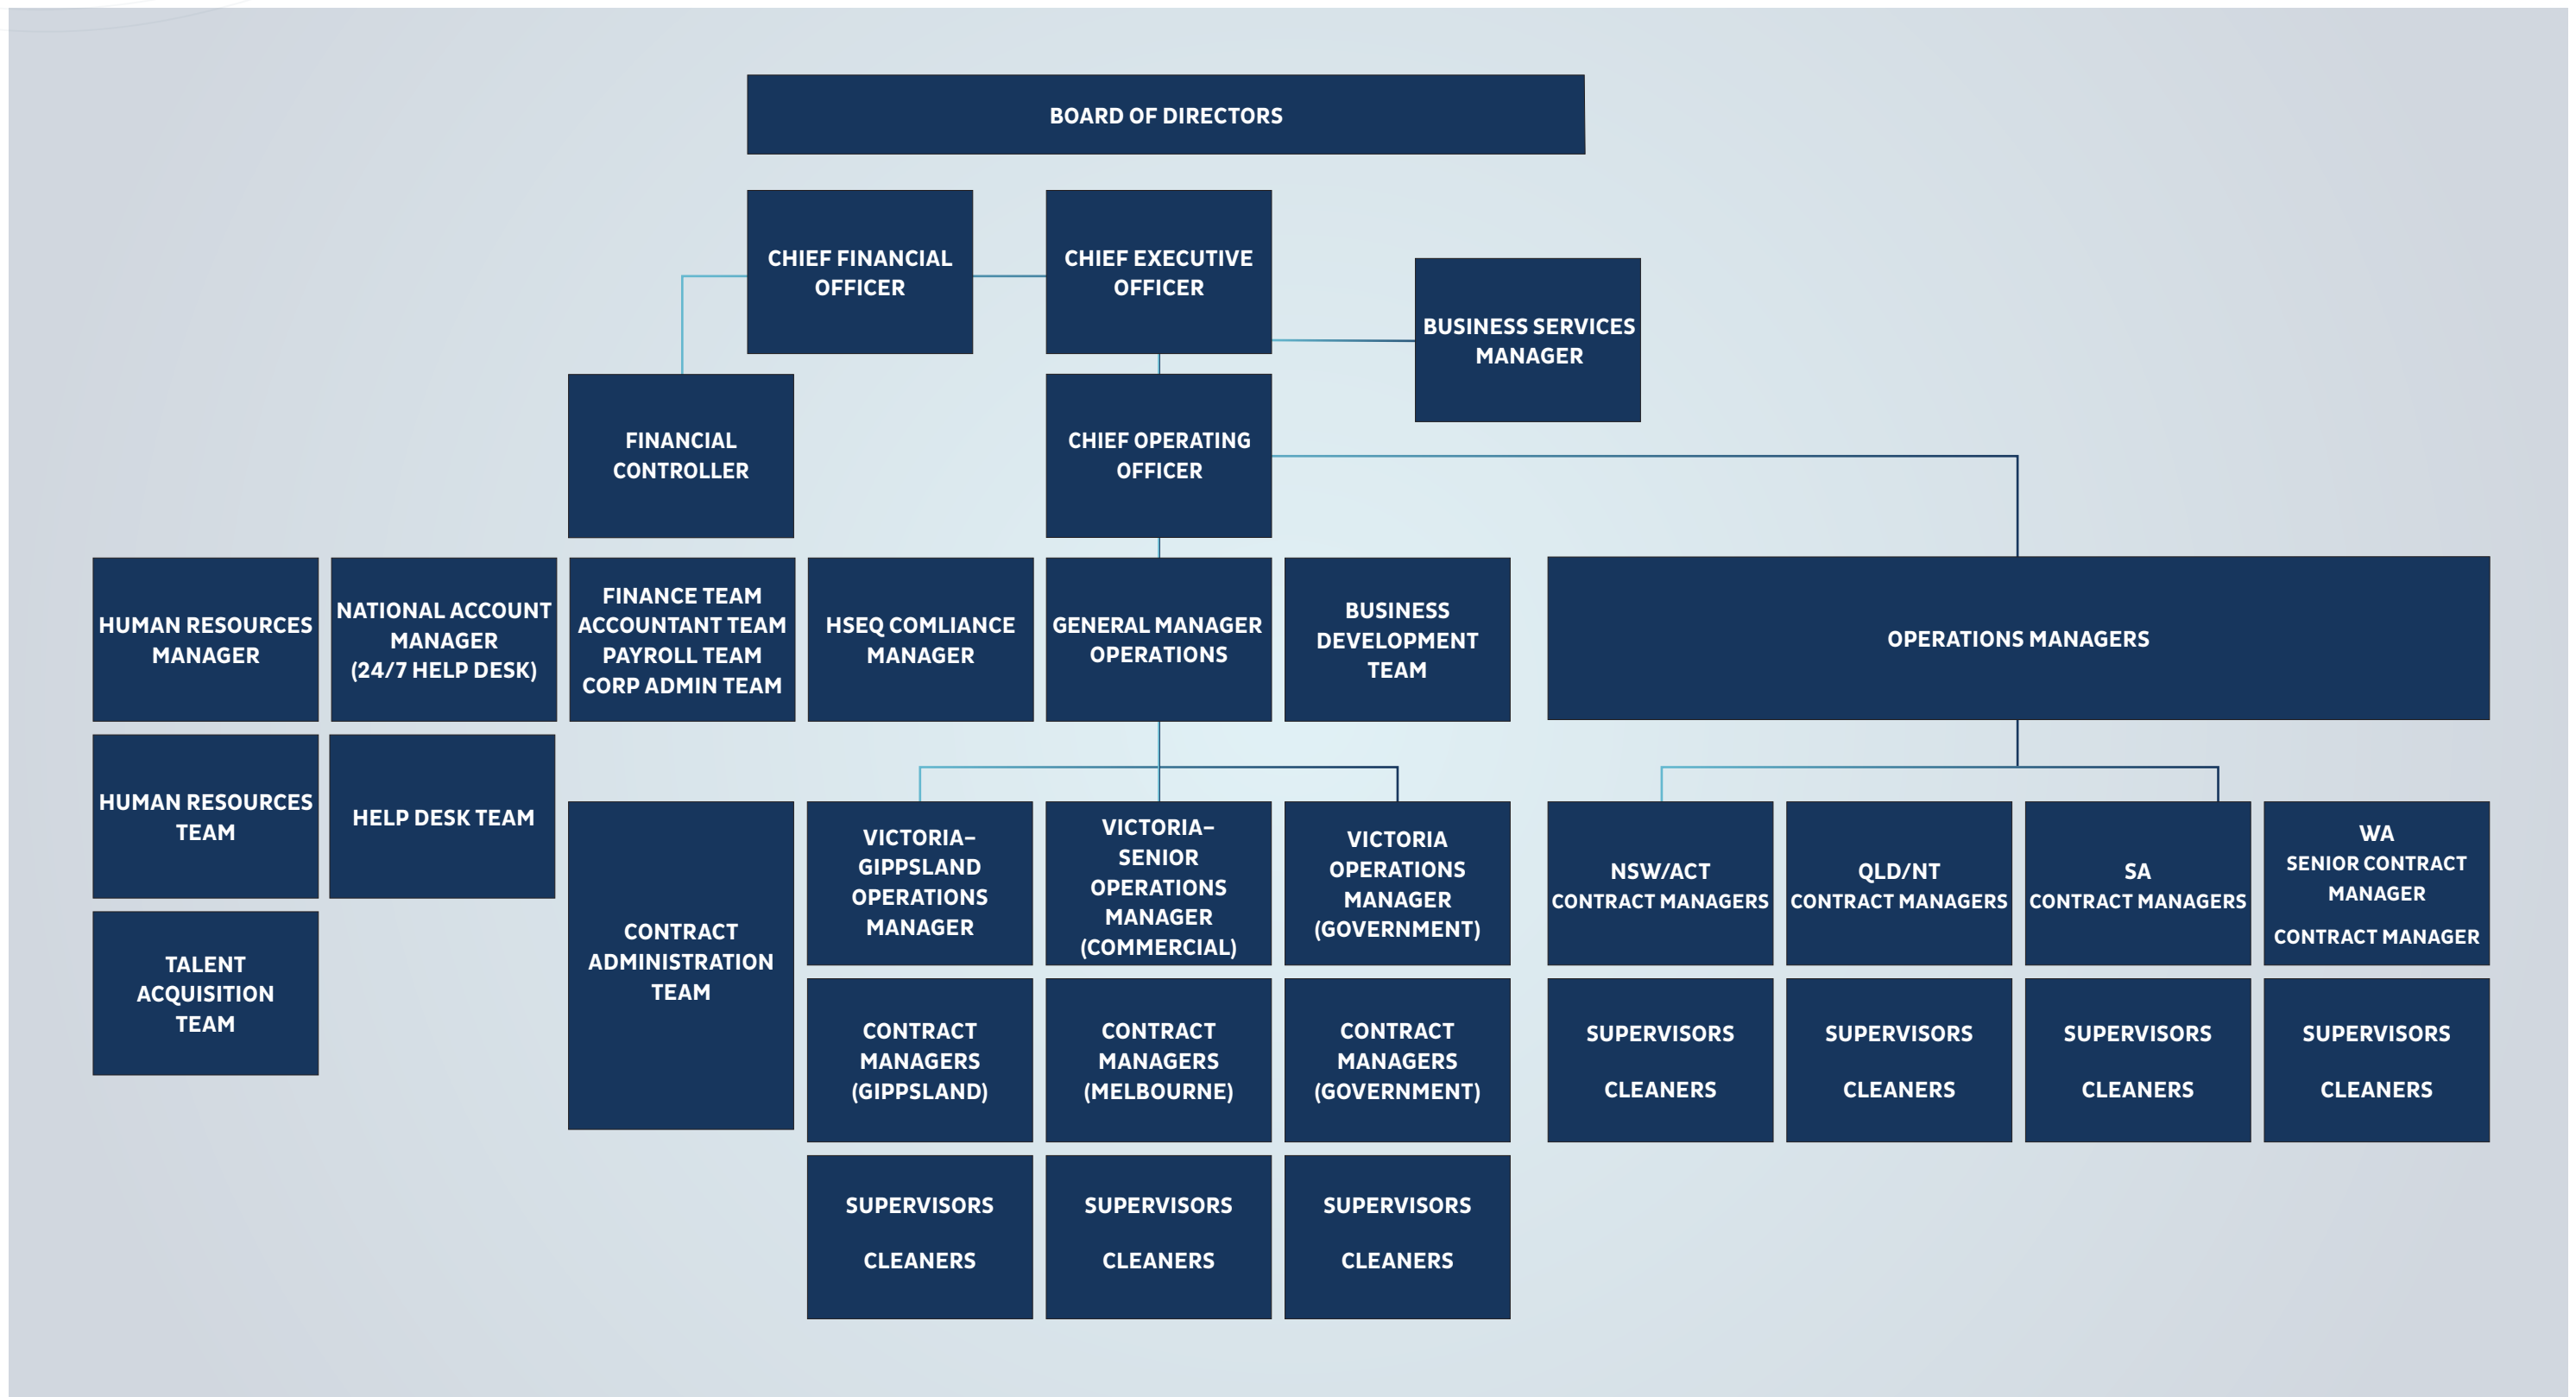 BOARD OF DIRECTORS
CHIEF FINANCIAL
OFFICER
CHIEF EXECUTIVE
OFFICER
BUSINESS SERVICES
MANAGER
FINANCIAL
CONTROLLER
CHIEF OPERATING
OFFICER
HUMAN RESOURCES
MANAGER
NATIONAL ACCOUNT
MANAGER
(24/7 HELP DESK)
FINANCE TEAM
ACCOUNTANT TEAM
PAYROLL TEAM
CORP ADMIN TEAM
HSEQ COMLIANCE
MANAGER
GENERAL MANAGER
OPERATIONS
BUSINESS
DEVELOPMENT
TEAM
OPERATIONS MANAGERS
HUMAN RESOURCES
TEAM
HELP DESK TEAM
TALENT
ACQUISITION
TEAM
CONTRACT
ADMINISTRATION
TEAM
VICTORIA–
GIPPSLAND
OPERATIONS
MANAGER
VICTORIA–
SENIOR
OPERATIONS
MANAGER
(COMMERCIAL)
VICTORIA
OPERATIONS
MANAGER
(GOVERNMENT)
NSW/ACT
CONTRACT MANAGERS
QLD/NT
CONTRACT MANAGERS
SA
CONTRACT MANAGERS
WA
SENIOR CONTRACT
MANAGER
CONTRACT MANAGER
CONTRACT
MANAGERS
(GIPPSLAND)
CONTRACT
MANAGERS
(MELBOURNE)
CONTRACT
MANAGERS
(GOVERNMENT)
SUPERVISORS
CLEANERS
SUPERVISORS
CLEANERS
SUPERVISORS
CLEANERS
SUPERVISORS
CLEANERS
SUPERVISORS
CLEANERS
SUPERVISORS
CLEANERS
SUPERVISORS
CLEANERS